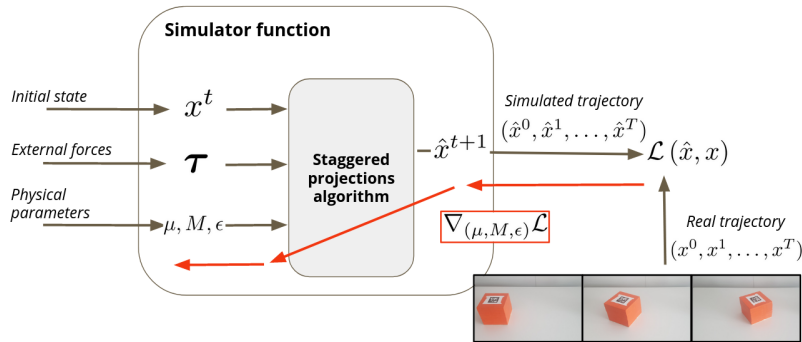 Simulator function
Initial state
x^t
External forces
τ
Physical
parameters
μ, M, ϵ
Staggered
projections
algorithm
x̂^{t+1}
Simulated trajectory
(x̂^0, x̂^1, . . . , x̂^T)
ℒ (x̂, x)
∇_{(μ,M,ϵ)}ℒ
Real trajectory
(x^0, x^1, . . . , x^T)